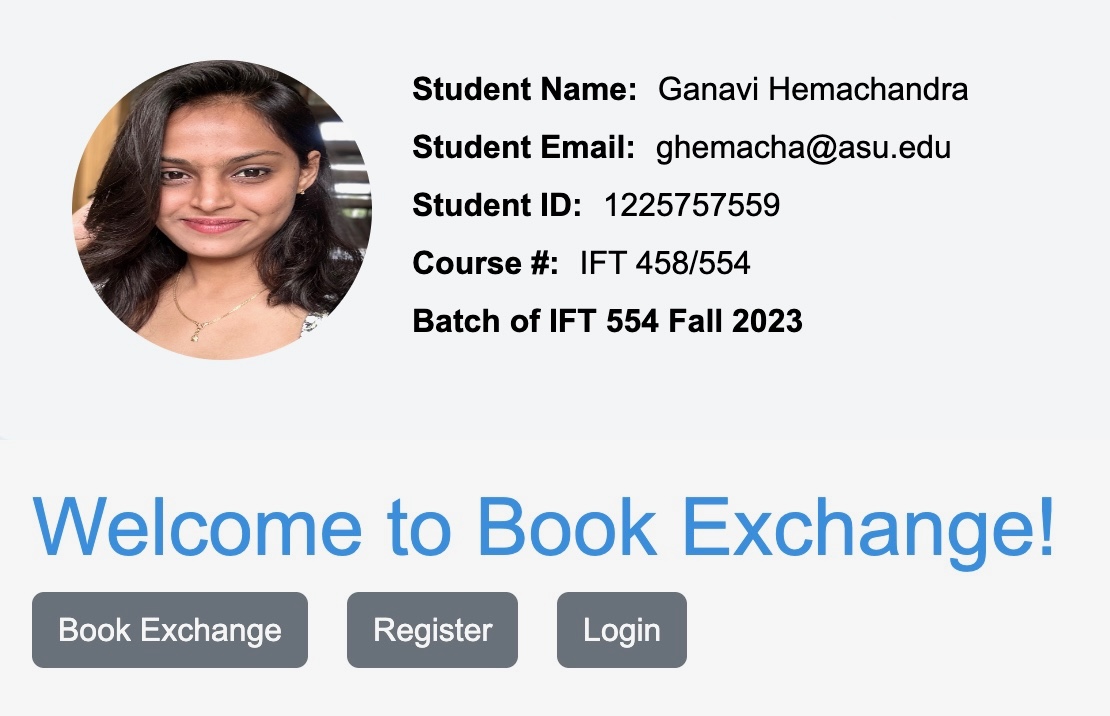 Student Name: Ganavi Hemachandra
Student Email: ghemacha@asu.edu
Student ID: 1225757559
Course #: IFT 458/554
Batch of IFT 554 Fall 2023
Welcome to Book Exchange!
Book Exchange Register Login